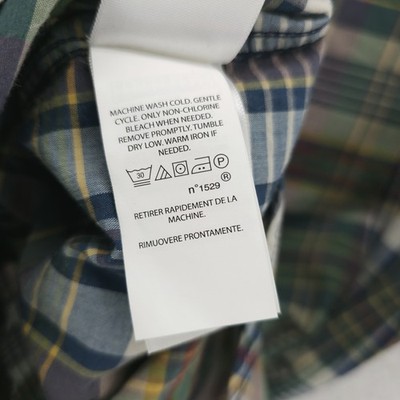 MACHINE WASH COLD. GENTLE
CYCLE. ONLY NON-CHLORINE
BLEACH WHEN NEEDED.
REMOVE PROMPTLY. TUMBLE
DRY LOW. WARM IRON IF
NEEDED.
30 P
®
n°1529
RETIRER RAPIDEMENT DE LA
MACHINE.
RIMUOVERE PRONTAMENTE.